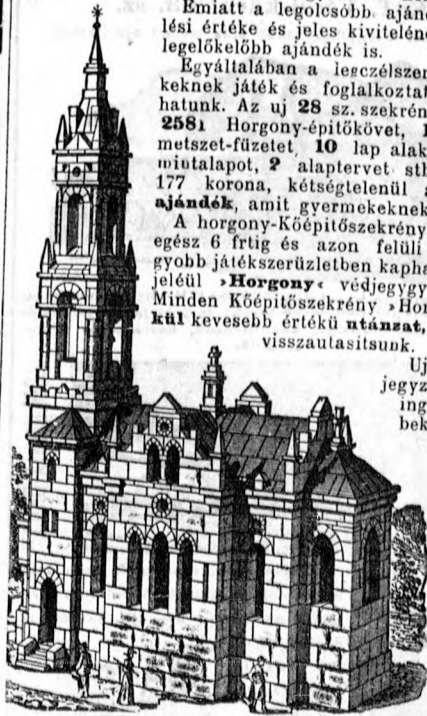 Emiatt a legolcsóbb aján
lési értéke és jeles kivitelén
legelőkelőbb ajándék is.
Egyáltalában a legczélszer
keknek játék és foglalkoztat
hatunk. Az uj 28 sz. szekrén
2581 Horgony-épitőkövet, 1
metszet-füzetet, 10 lap alak
mintalapot, 2 alaptervet stb
177 korona, kétségtelenül a
ajándék, amit gyermekeknek
A horgony-Kőépitőszekrény
egész 6 frtig és azon felüli
gyobb játékszerüzletben kapha
jeléül »Horgony« védjegygy
Minden Kőépitőszekrény »Hor
kül kevesebb értékü utánzat,
visszautasitsunk.
Uj
jegyz
ing
bek